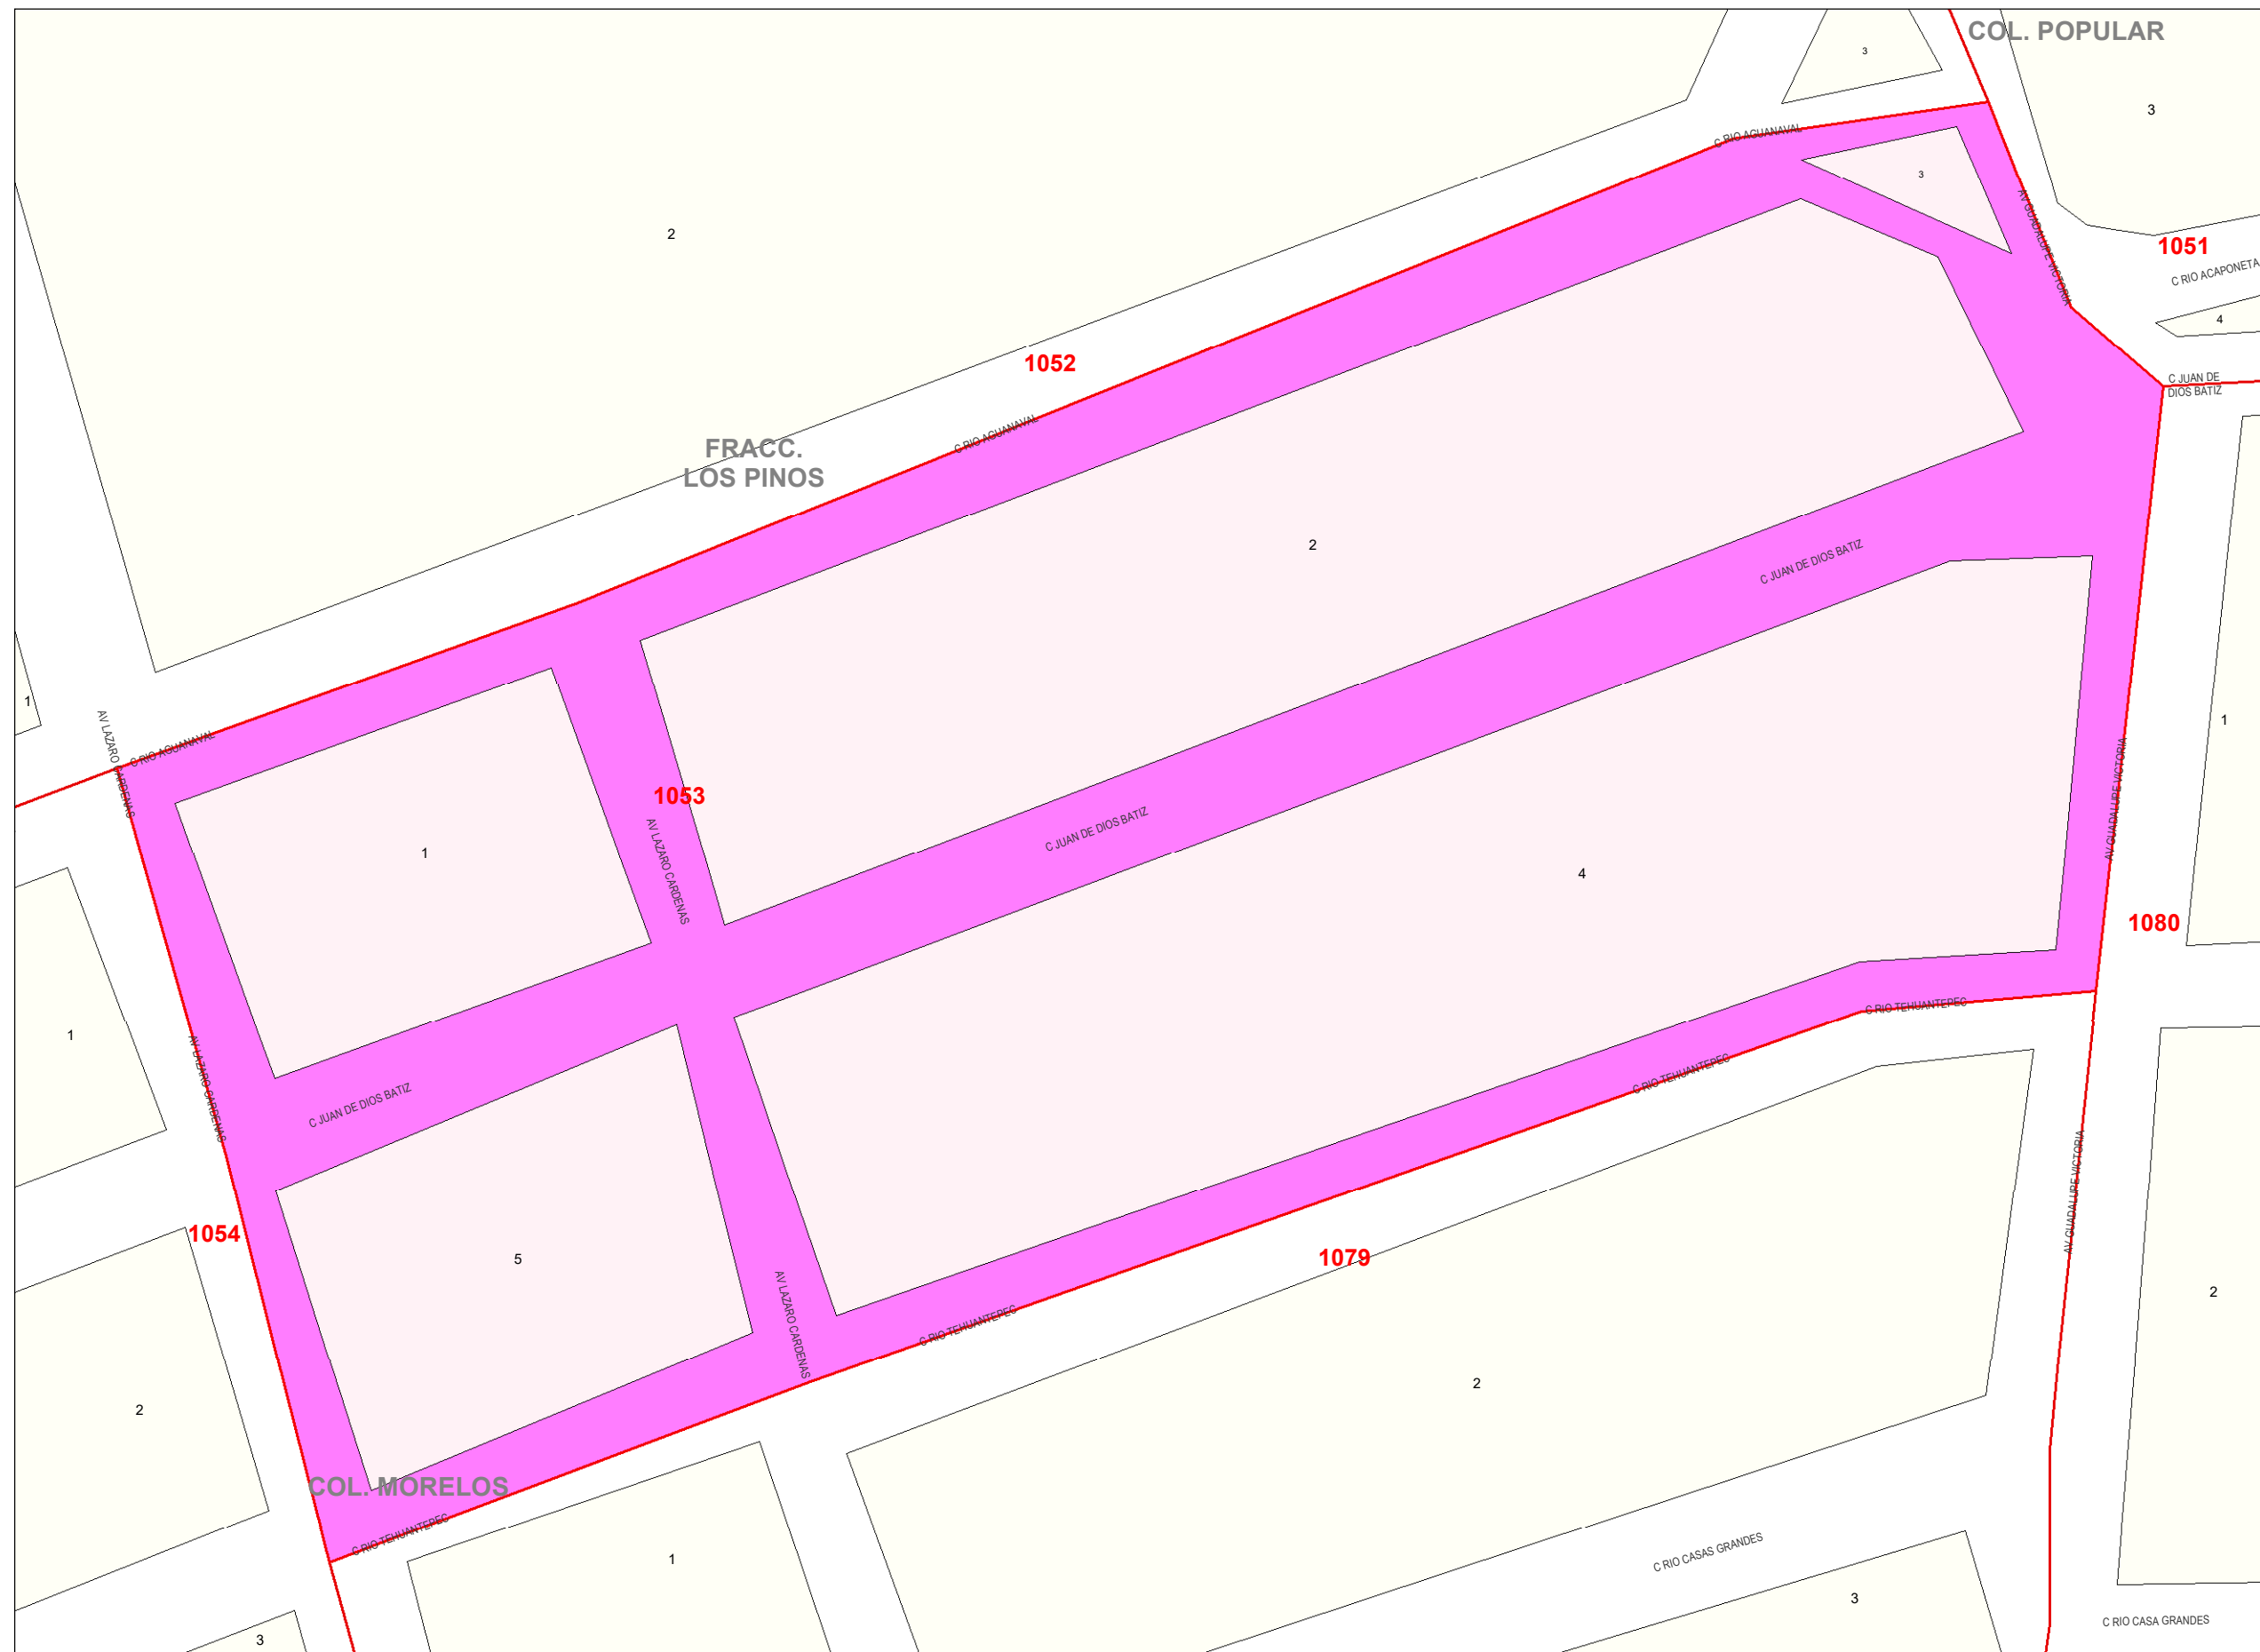 COL. POPULAR
3
3
C RIO AGUANAVAL
3
AV GUADALUPE VICTORIA
2
1051
C RIO ACAPONETA
4
1052
C JUAN DE
DIOS BATIZ
C RIO AGUANAVAL
FRACC.
LOS PINOS
2
C JUAN DE DIOS BATIZ
1
AV LAZARO CARDENAS
C RIO AGUANAVAL
1
AV GUADALUPE VICTORIA
1053
C JUAN DE DIOS BATIZ
1
AV LAZARO CARDENAS
4
1080
C RIO TEHUANTEPEC
1
AV LAZARO CARDENAS
C RIO TEHUANTEPEC
C JUAN DE DIOS BATIZ
AV GUADALUPE VICTORIA
1054
5
1079
2
AV LAZARO CARDENAS
C RIO TEHUANTEPEC
2
2
COL. MORELOS
C RIO TEHUANTEPEC
1
C RIO CASAS GRANDES
3
C RIO CASA GRANDES
3